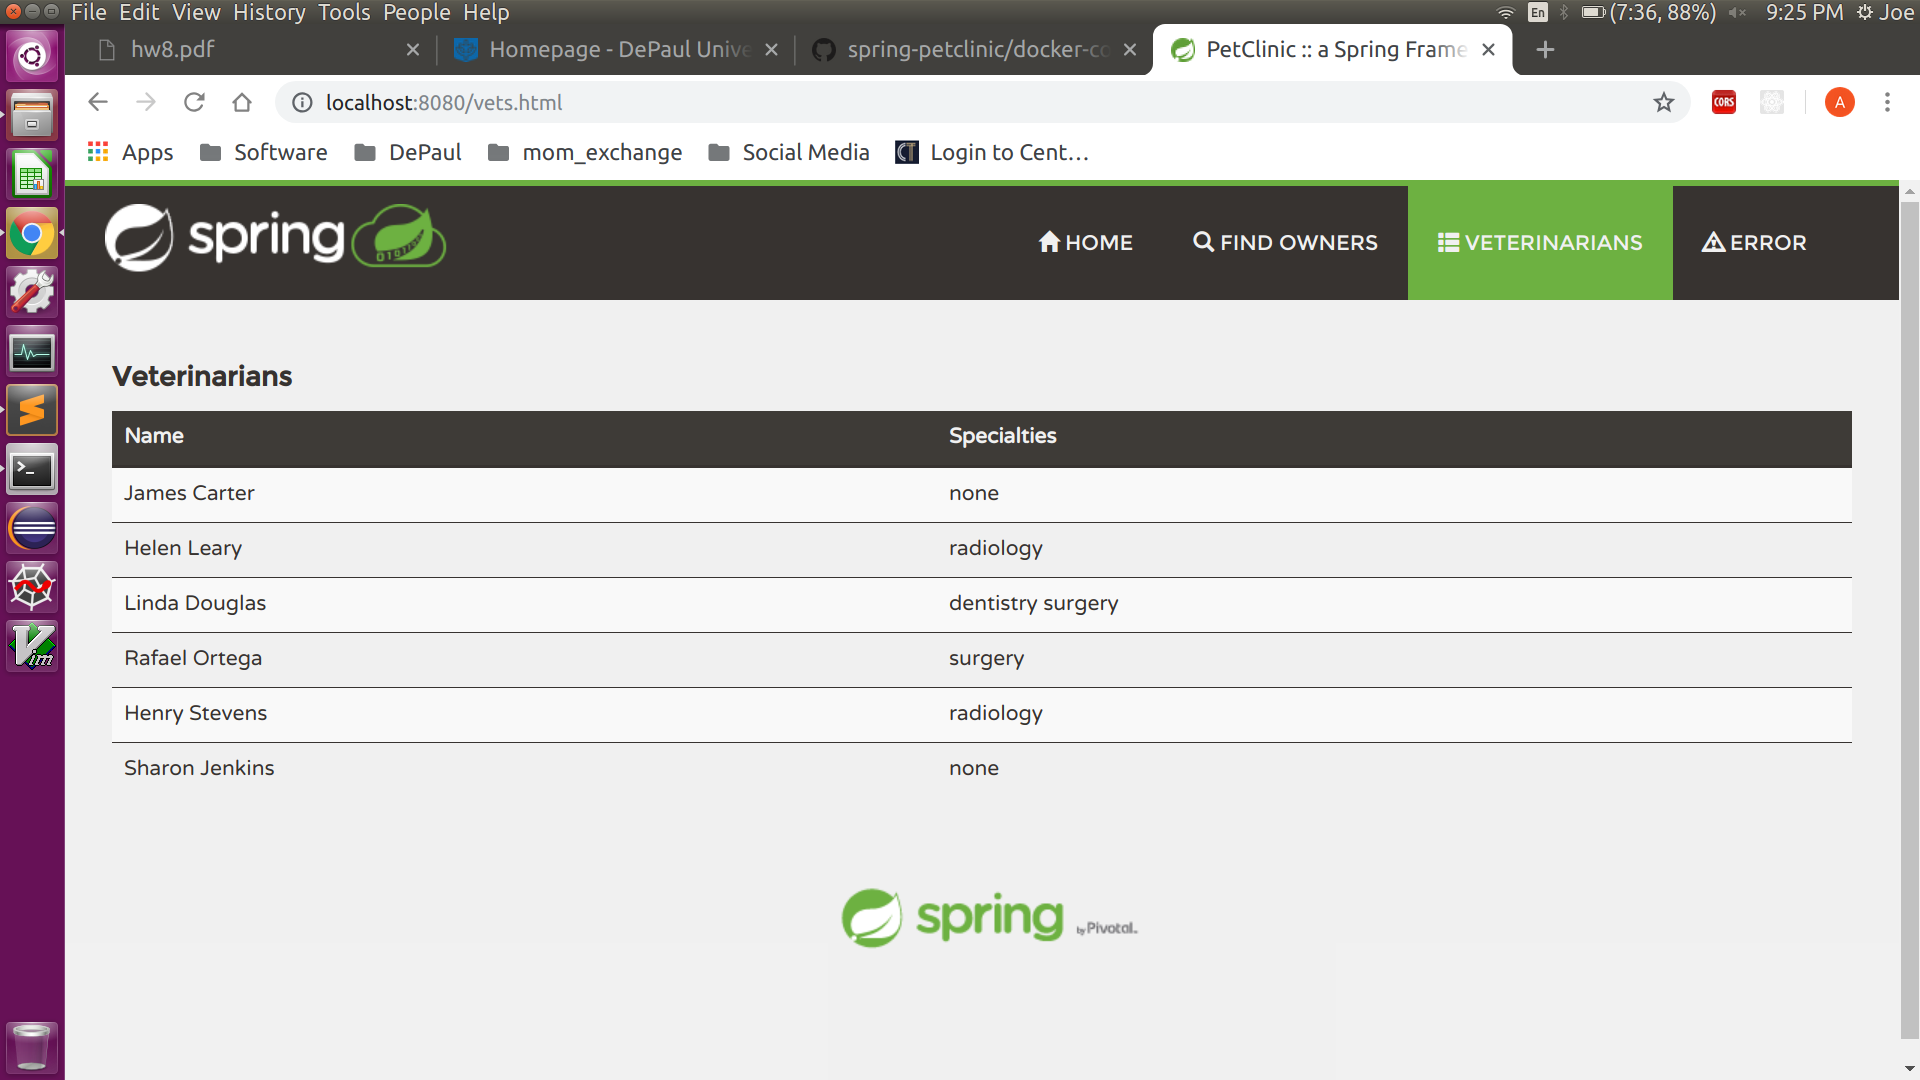 File Edit View History Tools People Help
En (7:36, 88%) 9:25 PM Joe
hw8.pdf
Homepage - DePaul Unive
spring-petclinic/docker-co
PetClinic :: a Spring Frame
localhost:8080/vets.html
CORS
A
Apps Software DePaul mom_exchange Social Media CT Login to Cent…
spring
HOME FIND OWNERS VETERINARIANS ERROR
Veterinarians
Name Specialties
James Carter none
Helen Leary radiology
Linda Douglas dentistry surgery
Rafael Ortega surgery
Henry Stevens radiology
Sharon Jenkins none
spring by Pivotal.
Vim